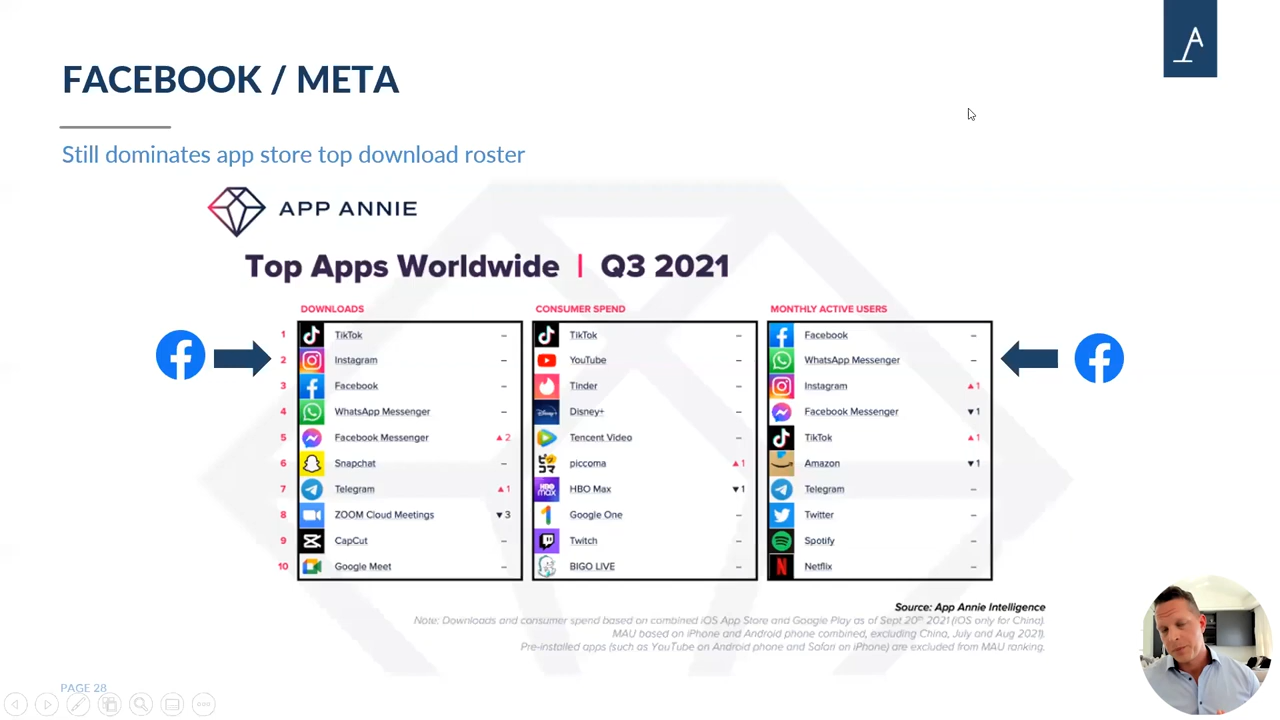 A
FACEBOOK / META
Still dominates app store top download roster
APP ANNIE
Top Apps Worldwide | Q3 2021
DOWNLOADS
1 TikTok –
2 Instagram –
3 Facebook –
4 WhatsApp Messenger –
5 Facebook Messenger ▲2
6 Snapchat –
7 Telegram ▲1
8 ZOOM Cloud Meetings ▼3
9 CapCut –
10 Google Meet –
CONSUMER SPEND
TikTok –
YouTube –
Tinder –
Disney+ –
Tencent Video –
ピッコマ piccoma ▲1
HBO max HBO Max ▼1
Google One –
Twitch –
BIGO LIVE –
MONTHLY ACTIVE USERS
Facebook –
WhatsApp Messenger –
Instagram ▲1
Facebook Messenger ▼1
TikTok ▲1
Amazon ▼1
Telegram –
Twitter –
Spotify –
Netflix –
Source: App Annie Intelligence
Note: Downloads and consumer spend based on combined iOS App Store and Google Play as of Sept 20th 2021 (iOS only for China).
MAU based on iPhone and Android phone combined, excluding China, July and Aug 2021).
Pre-installed apps (such as YouTube on Android phone and Safari on iPhone) are excluded from MAU ranking.
PAGE 28